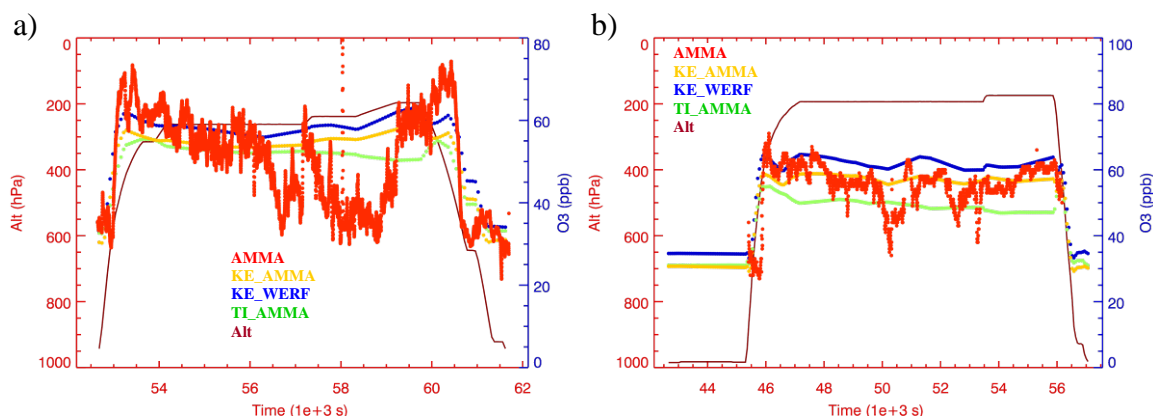 a)
0
200
400
600
800
1000
Alt (hPa)
54
56
58
60
62
Time (1e+3 s)
80
60
40
20
0
O3 (ppb)
AMMA
KE_AMMA
KE_WERF
TI_AMMA
Alt
b)
0
200
400
600
800
1000
Alt (hPa)
44
46
48
50
52
54
56
Time (1e+3 s)
100
80
60
40
20
0
O3 (ppb)
AMMA
KE_AMMA
KE_WERF
TI_AMMA
Alt